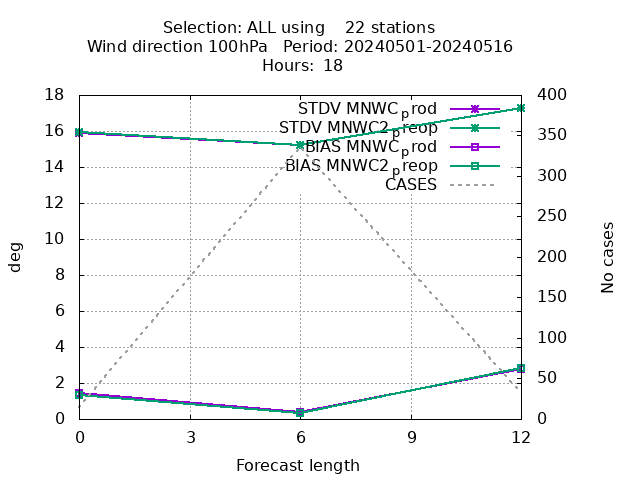 Selection: ALL using    22 stations
Wind direction 100hPa   Period: 20240501-20240516
Hours: 18
STDV MNWC_prod
STDV MNWC2_preop
BIAS MNWC_prod
BIAS MNWC2_preop
CASES
18
16
14
12
10
8
6
4
2
0
deg
400
350
300
250
200
150
100
50
0
No cases
0 3 6 9 12
Forecast length